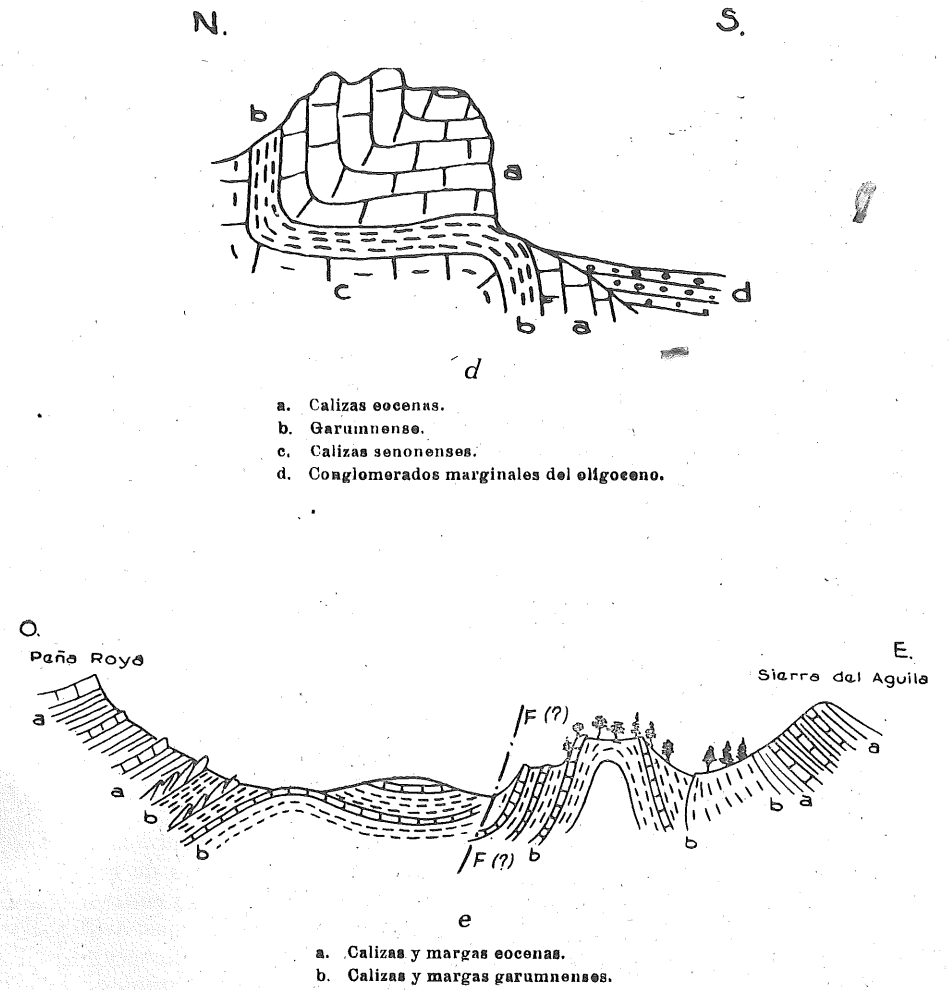 N. S.
b
a
c
d
b a
d
a. Calizas eocenas.
b. Garumnense.
c. Calizas senonenses.
d. Conglomerados marginales del oligoceno.
O.
E.
Peña Roya
Sierra del Aguila
F (?)
a
a
a
b a
b
b
b
F (?) b
e
a. Calizas y margas eocenas.
b. Calizas y margas garumnenses.